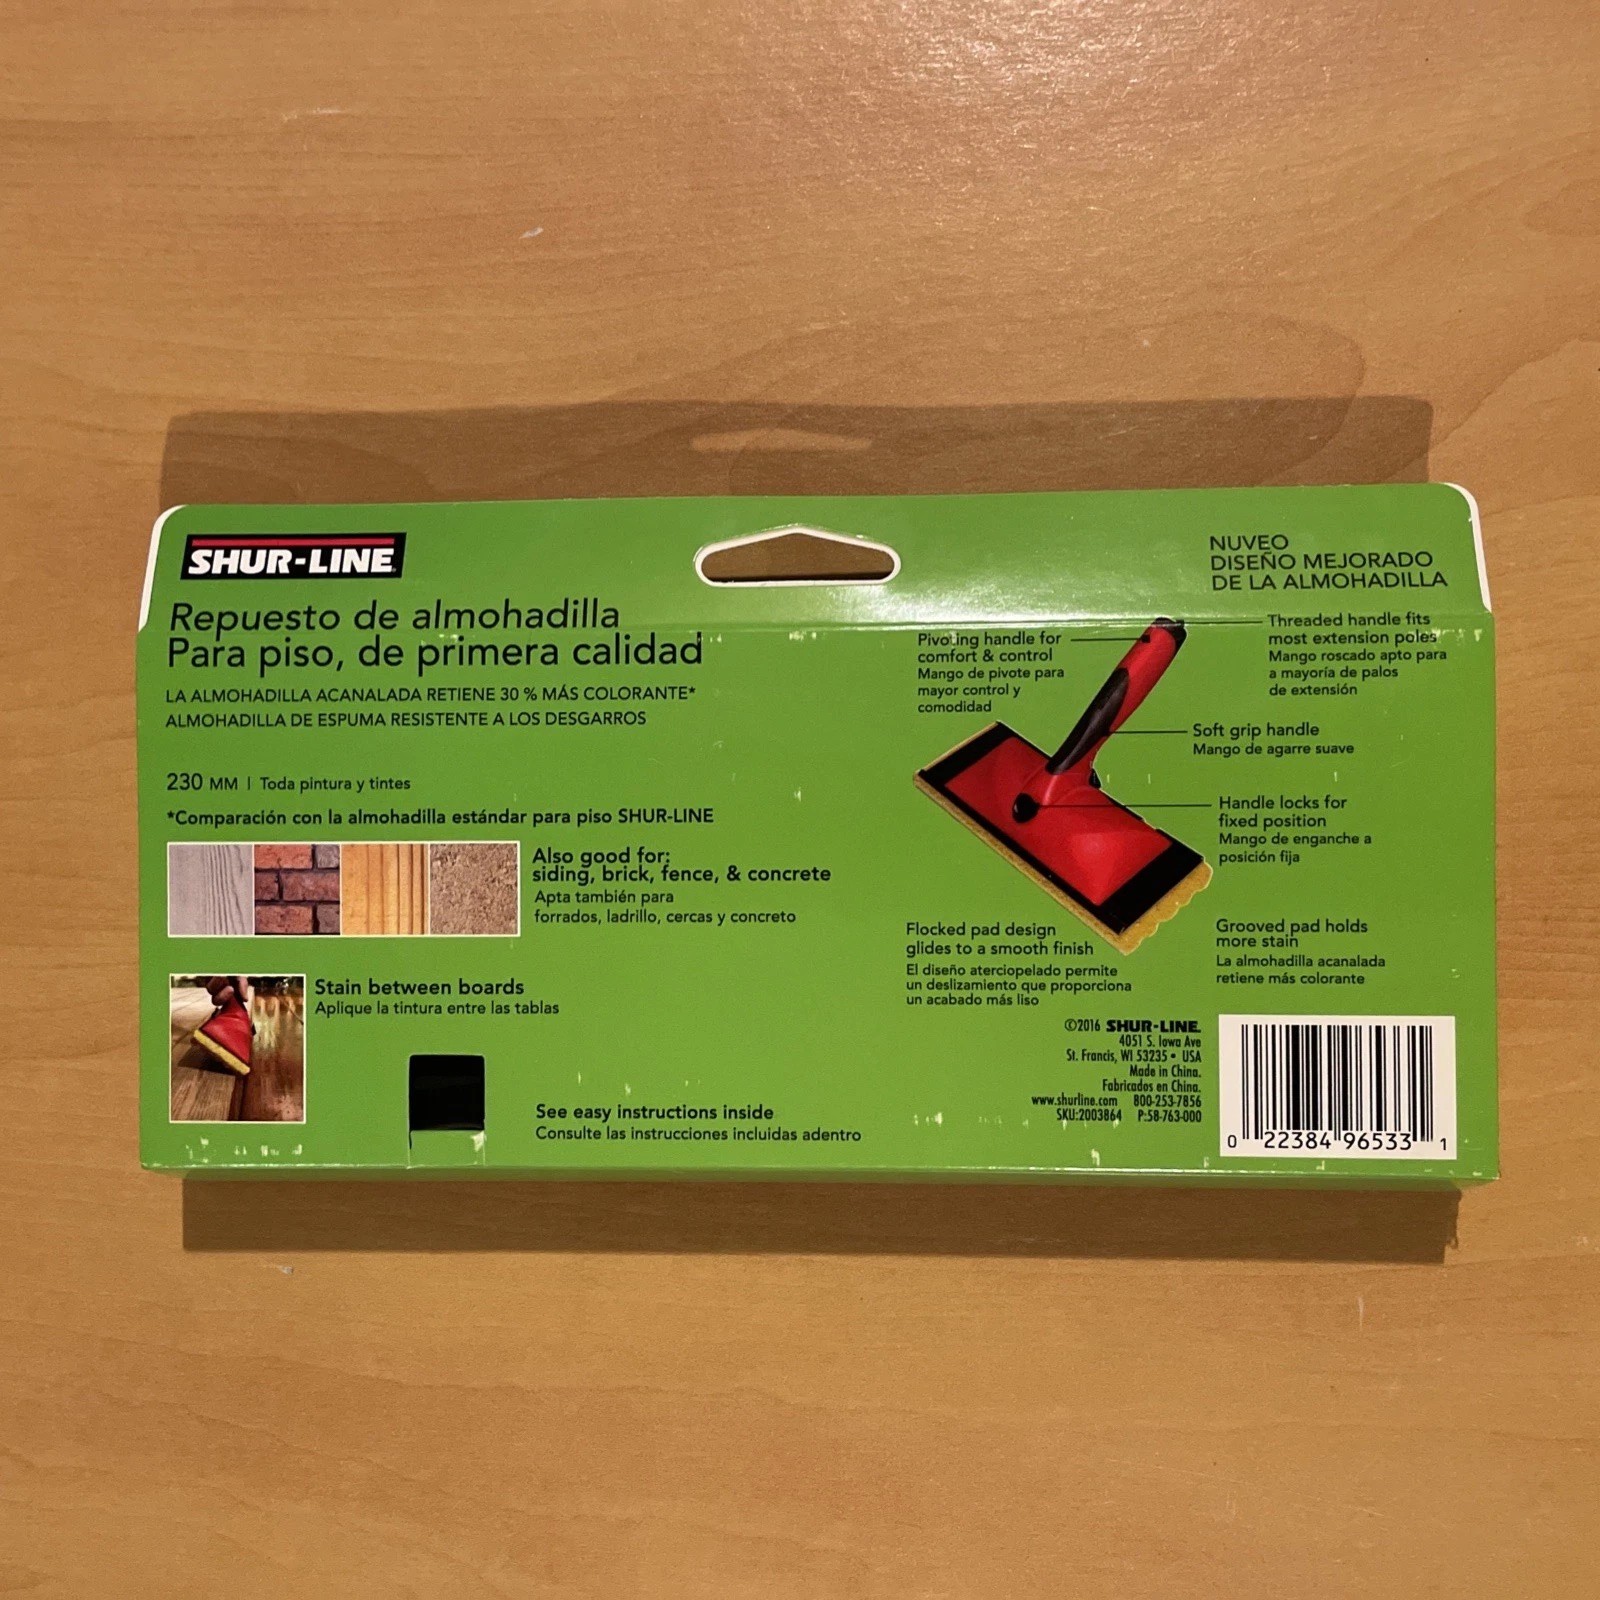 SHUR-LINE
Repuesto de almohadilla
Para piso, de primera calidad
LA ALMOHADILLA ACANALADA RETIENE 30 % MÁS COLORANTE*
ALMOHADILLA DE ESPUMA RESISTENTE A LOS DESGARROS
230 MM | Toda pintura y tintes
*Comparación con la almohadilla estándar para piso SHUR-LINE
Also good for:
siding, brick, fence, & concrete
Apta también para
forrados, ladrillo, cercas y concreto
Stain between boards
Aplique la tintura entre las tablas
See easy instructions inside
Consulte las instrucciones incluidas adentro
NUVEO
DISEÑO MEJORADO
DE LA ALMOHADILLA
Pivoting handle for
comfort & control
Mango de pivote para
mayor control y
comodidad
Threaded handle fits
most extension poles
Mango roscado apto para
a mayoría de palos
de extensión
Soft grip handle
Mango de agarre suave
Handle locks for
fixed position
Mango de enganche a
posición fija
Flocked pad design
glides to a smooth finish
El diseño aterciopelado permite
un deslizamiento que proporciona
un acabado más liso
Grooved pad holds
more stain
La almohadilla acanalada
retiene más colorante
©2016 SHUR-LINE.
4051 S. Iowa Ave
St. Francis, WI 53235 • USA
Made in China.
Fabricados en China.
www.shurline.com 800-253-7856
SKU:2003864 P:58-763-000
0 22384 96533 1